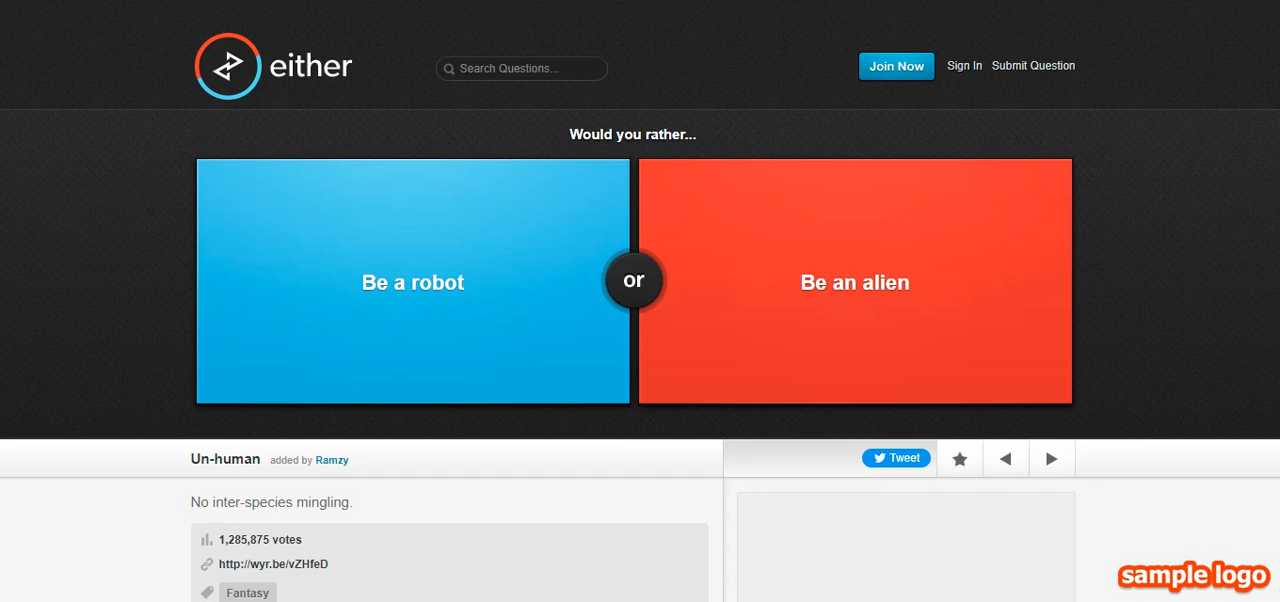 either
Search Questions...
Join Now
Sign In
Submit Question
Would you rather...
Be a robot
or
Be an alien
Un-human added by Ramzy
Tweet
No inter-species mingling.
1,285,875 votes
http://wyr.be/vZHfeD
Fantasy
sample logo